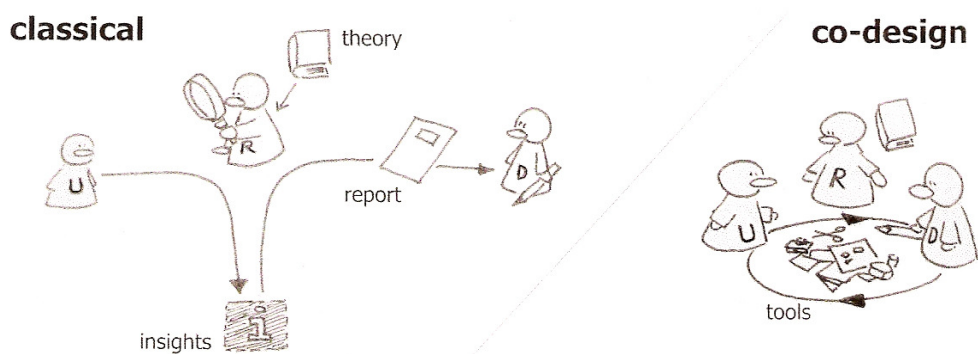 classical
theory
R
U
D
report
i
insights
co-design
R
U
D
tools